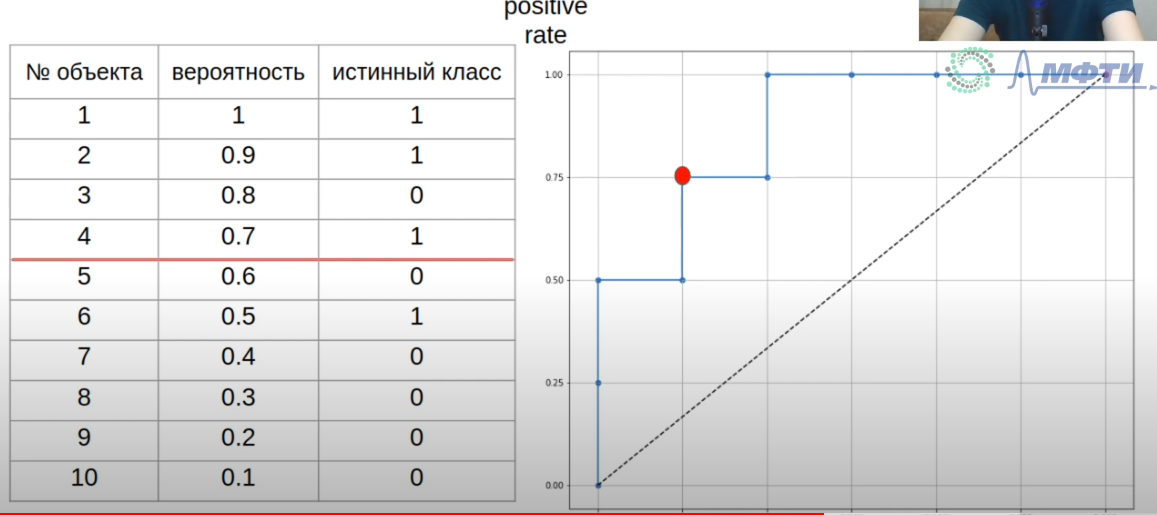 positive
rate
№ объекта вероятность истинный класс
1 1 1
2 0.9 1
3 0.8 0
4 0.7 1
5 0.6 0
6 0.5 1
7 0.4 0
8 0.3 0
9 0.2 0
10 0.1 0
МФТИ
1.00
0.75
0.50
0.25
0.00